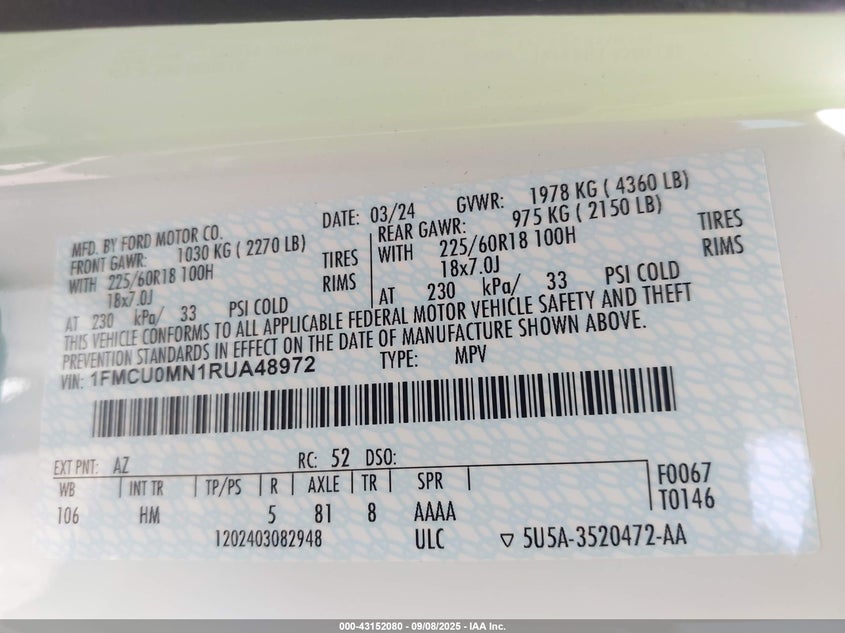 MFD. BY FORD MOTOR CO. DATE: 03/24 GVWR: 1978 KG ( 4360 LB)
FRONT GAWR: 1030 KG ( 2270 LB) REAR GAWR: 975 KG ( 2150 LB)
WITH 225/60R18 100H TIRES WITH 225/60R18 100H TIRES
18x7.0J RIMS 18x7.0J RIMS
AT 230 kPa/ 33 PSI COLD AT 230 kPa/ 33 PSI COLD
THIS VEHICLE CONFORMS TO ALL APPLICABLE FEDERAL MOTOR VEHICLE SAFETY AND THEFT
PREVENTION STANDARDS IN EFFECT ON THE DATE OF MANUFACTURE SHOWN ABOVE.
VIN: 1FMCU0MN1RUA48972 TYPE: MPV
EXT PNT: AZ RC: 52 DSO:
WB INT TR TP/PS R AXLE TR SPR F0067
106 HM 5 81 8 AAAA T0146
1202403082948 ULC ▽ 5U5A-3520472-AA
000-43152080 - 09/08/2025 - IAA Inc.